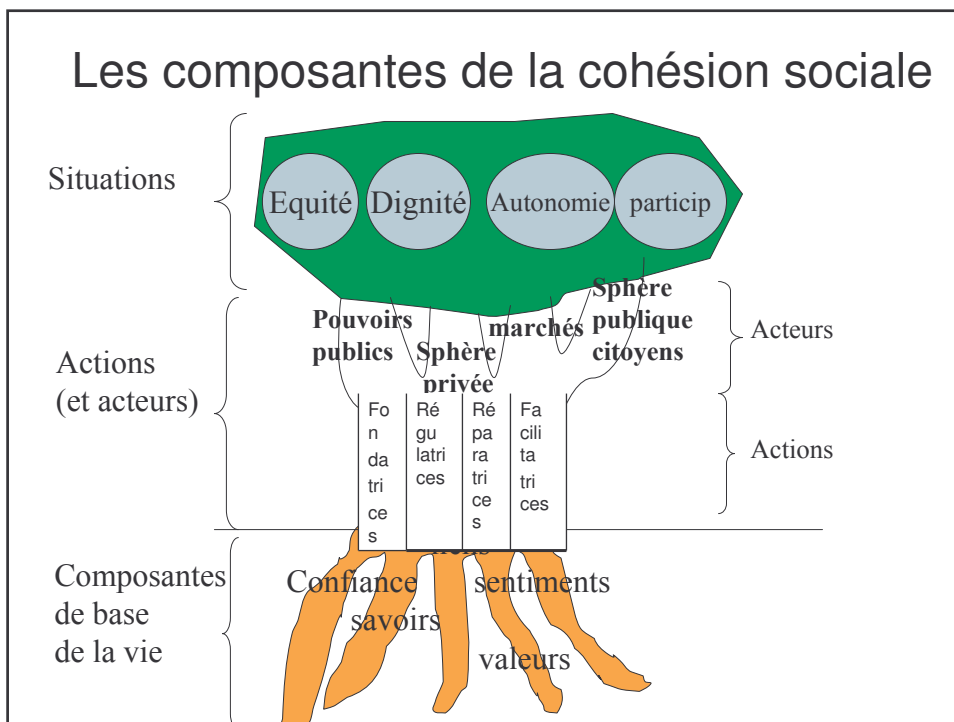 Les composantes de la cohésion sociale
Situations
Equité Dignité Autonomie particip
Actions
(et acteurs)
Pouvoirs
publics
Sphère
privée
marchés
Sphère
publique
citoyens
Acteurs
Fo
n
da
tri
ce
s
Ré
gu
latri
ces
Ré
pa
ra
tri
ce
s
Fa
cili
ta
tri
ces
Actions
Composantes
de base
de la vie
Confiance
sentiments
savoirs
valeurs